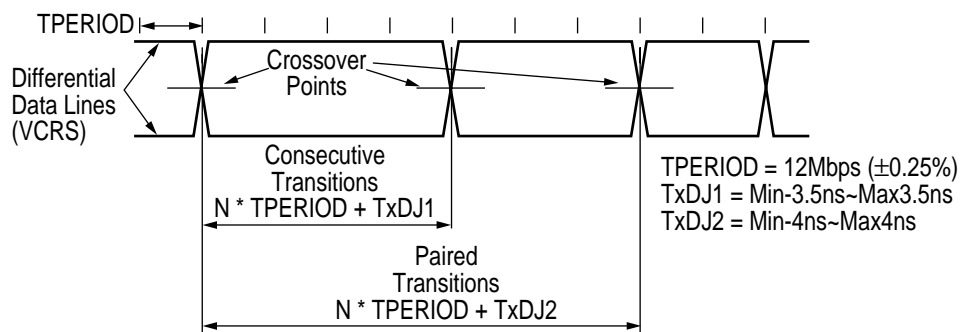 TPERIOD
Differential
Data Lines
(VCRS)
Crossover
Points
Consecutive
Transitions
N * TPERIOD + TxDJ1
TPERIOD = 12Mbps (±0.25%)
TxDJ1 = Min-3.5ns~Max3.5ns
TxDJ2 = Min-4ns~Max4ns
Paired
Transitions
N * TPERIOD + TxDJ2